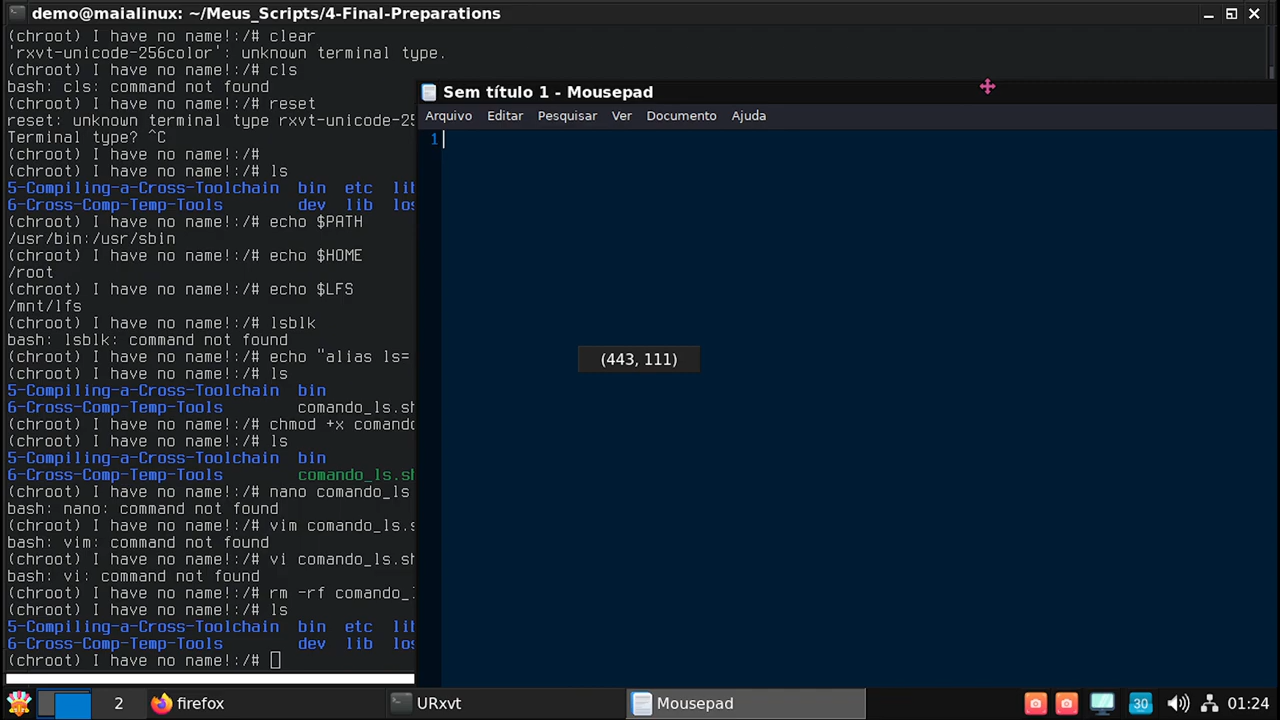 demo@maialinux: ~/Meus_Scripts/4-Final-Preparations
(chroot) I have no name!:/# clear
'rxvt-unicode-256color': unknown terminal type.
(chroot) I have no name!:/# cls
bash: cls: command not found
(chroot) I have no name!:/# reset
reset: unknown terminal type rxvt-unicode-25
Terminal type? ^C
(chroot) I have no name!:/#
(chroot) I have no name!:/# ls
5-Compiling-a-Cross-Toolchain bin etc lib
6-Cross-Comp-Temp-Tools dev lib los
(chroot) I have no name!:/# echo $PATH
/usr/bin:/usr/sbin
(chroot) I have no name!:/# echo $HOME
/root
(chroot) I have no name!:/# echo $LFS
/mnt/lfs
(chroot) I have no name!:/# lsblk
bash: lsblk: command not found
(chroot) I have no name!:/# echo "alias ls=
(chroot) I have no name!:/# ls
5-Compiling-a-Cross-Toolchain bin
6-Cross-Comp-Temp-Tools comando_ls.sh
(chroot) I have no name!:/# chmod +x comando
(chroot) I have no name!:/# ls
5-Compiling-a-Cross-Toolchain bin
6-Cross-Comp-Temp-Tools comando_ls.sh
(chroot) I have no name!:/# nano comando_ls
bash: nano: command not found
(chroot) I have no name!:/# vim comando_ls.s
bash: vim: command not found
(chroot) I have no name!:/# vi comando_ls.sh
bash: vi: command not found
(chroot) I have no name!:/# rm -rf comando_l
(chroot) I have no name!:/# ls
5-Compiling-a-Cross-Toolchain bin etc lib
6-Cross-Comp-Temp-Tools dev lib los
(chroot) I have no name!:/#
Sem título 1 - Mousepad
Arquivo Editar Pesquisar Ver Documento Ajuda
1
(443, 111)
2 firefox URxvt Mousepad 30 01:24